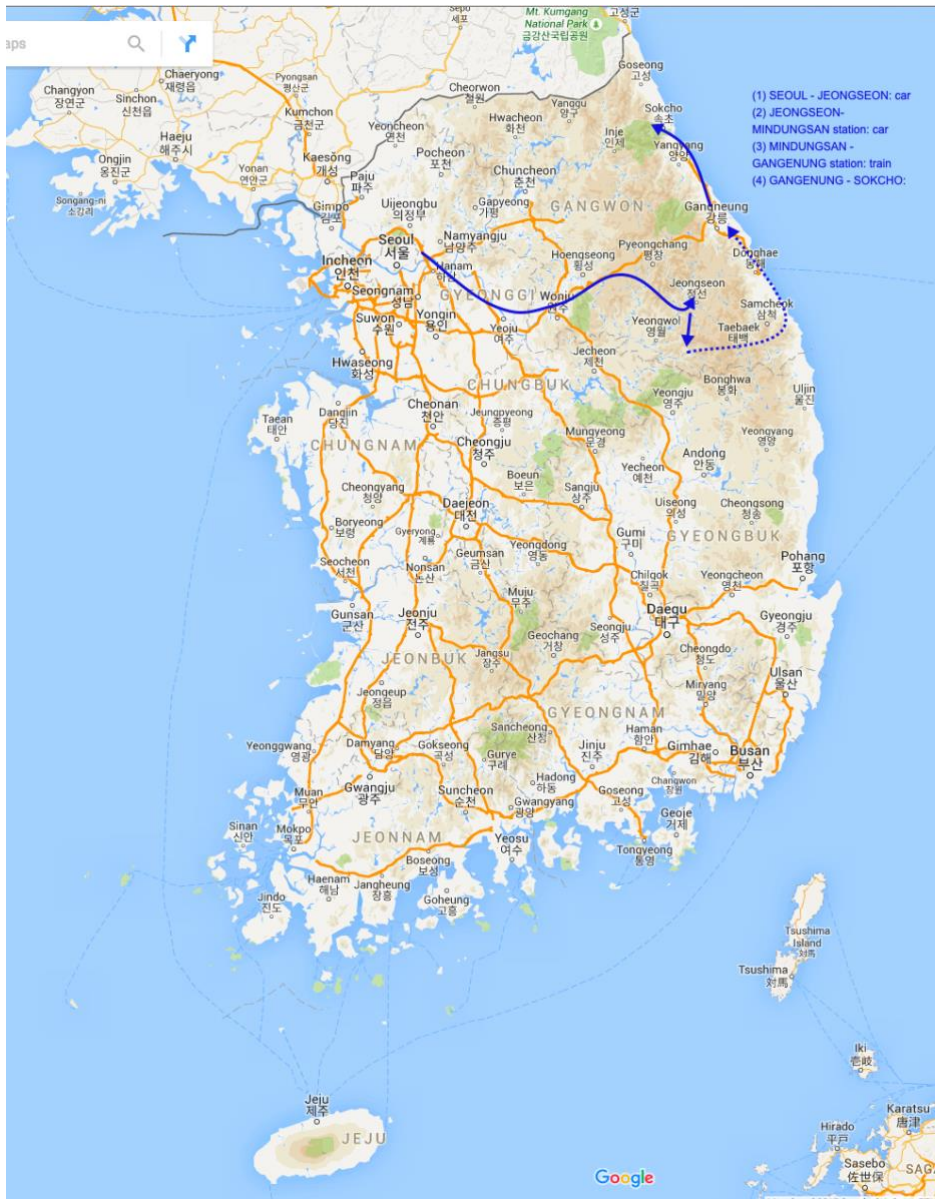 Mt. Kumgang
National Park
금강산국립공원
고성군
세포
aps
Chaeryong
재령시
Changyon
장연군
Sinchon
신천읍
Pyongsan
평산군
Cheorwon
철원
Goseong
고성
Sokcho
속초
Yanggu
양구
Hwacheon
화천
Inje
인제
Yangyang
양양
Haeju
해주시
Kumchon
금천군
Yeoncheon
연천
Ongjin
옹진군
Yonan
연안군
Kaesŏng
개성
Paju
파주
Pocheon
포천
Chuncheon
춘천
Songang-ni
소강리
Gimpo
김포
Uijeongbu
의정부
Gapyeong
가평
GANGWON
Gangneung
강릉
(1) SEOUL - JEONGSEON: car
(2) JEONGSEON-
MINDUNGSAN station: car
(3) MINDUNGSAN -
GANGENUNG station: train
(4) GANGENUNG - SOKCHO:
Seoul
서울
Namyangju
남양주
Hoengseong
횡성
Pyeongchang
평창
Donghae
동해
Incheon
인천
Hanam
하남
Seongnam
성남
GYEONGGI
Wonju
원주
Jeongseon
정선
Samcheok
삼척
Suwon
수원
Yongin
용인
Yeoju
여주
Yeongwol
영월
Taebaek
태백
Hwaseong
화성
Jecheon
제천
CHUNGBUK
Bonghwa
봉화
Uljin
울진
Yeongju
영주
Taean
태안
Dangjin
당진
Cheonan
천안
Jeungpyeong
증평
Mungyeong
문경
Yeongyang
영양
CHUNGNAM
Cheongju
청주
Andong
안동
Yecheon
예천
Cheongyang
청양
Boeun
보은
Sangju
상주
Uiseong
의성
Cheongsong
청송
Boryeong
보령
Daejeon
대전
Gyeryong
계룡
Gumi
구미
GYEONGBUK
Seocheon
서천
Nonsan
논산
Geumsan
금산
Yeongdong
영동
Pohang
포항
Chilgok
칠곡
Yeongcheon
영천
Gunsan
군산
Muju
무주
Daegu
대구
Gyeongju
경주
Jeonju
전주
Geochang
거창
Seongju
성주
Cheongdo
청도
JEONBUK
Jangsu
장수
Ulsan
울산
Jeongeup
정읍
Miryang
밀양
GYEONGNAM
Sancheong
산청
Yeonggwang
영광
Damyang
담양
Gokseong
곡성
Gurye
구례
Jinju
진주
Haman
함안
Gimhae
김해
Busan
부산
Hadong
하동
Changwon
창원
Muan
무안
Gwangju
광주
Suncheon
순천
Gwangyang
광양
Goseong
고성
Geoje
거제
Sinan
신안
Mokpo
목포
JEONNAM
Yeosu
여수
Tongyeong
통영
Boseong
보성
Haenam
해남
Jangheung
장흥
Goheung
고흥
Jindo
진도
Tsushima
Island
対馬
Tsushima
対馬
Iki
壱岐
Jeju
제주
JEJU
Karatsu
唐津
Hirado
平戸
Sasebo
佐世保
SAGA
Google